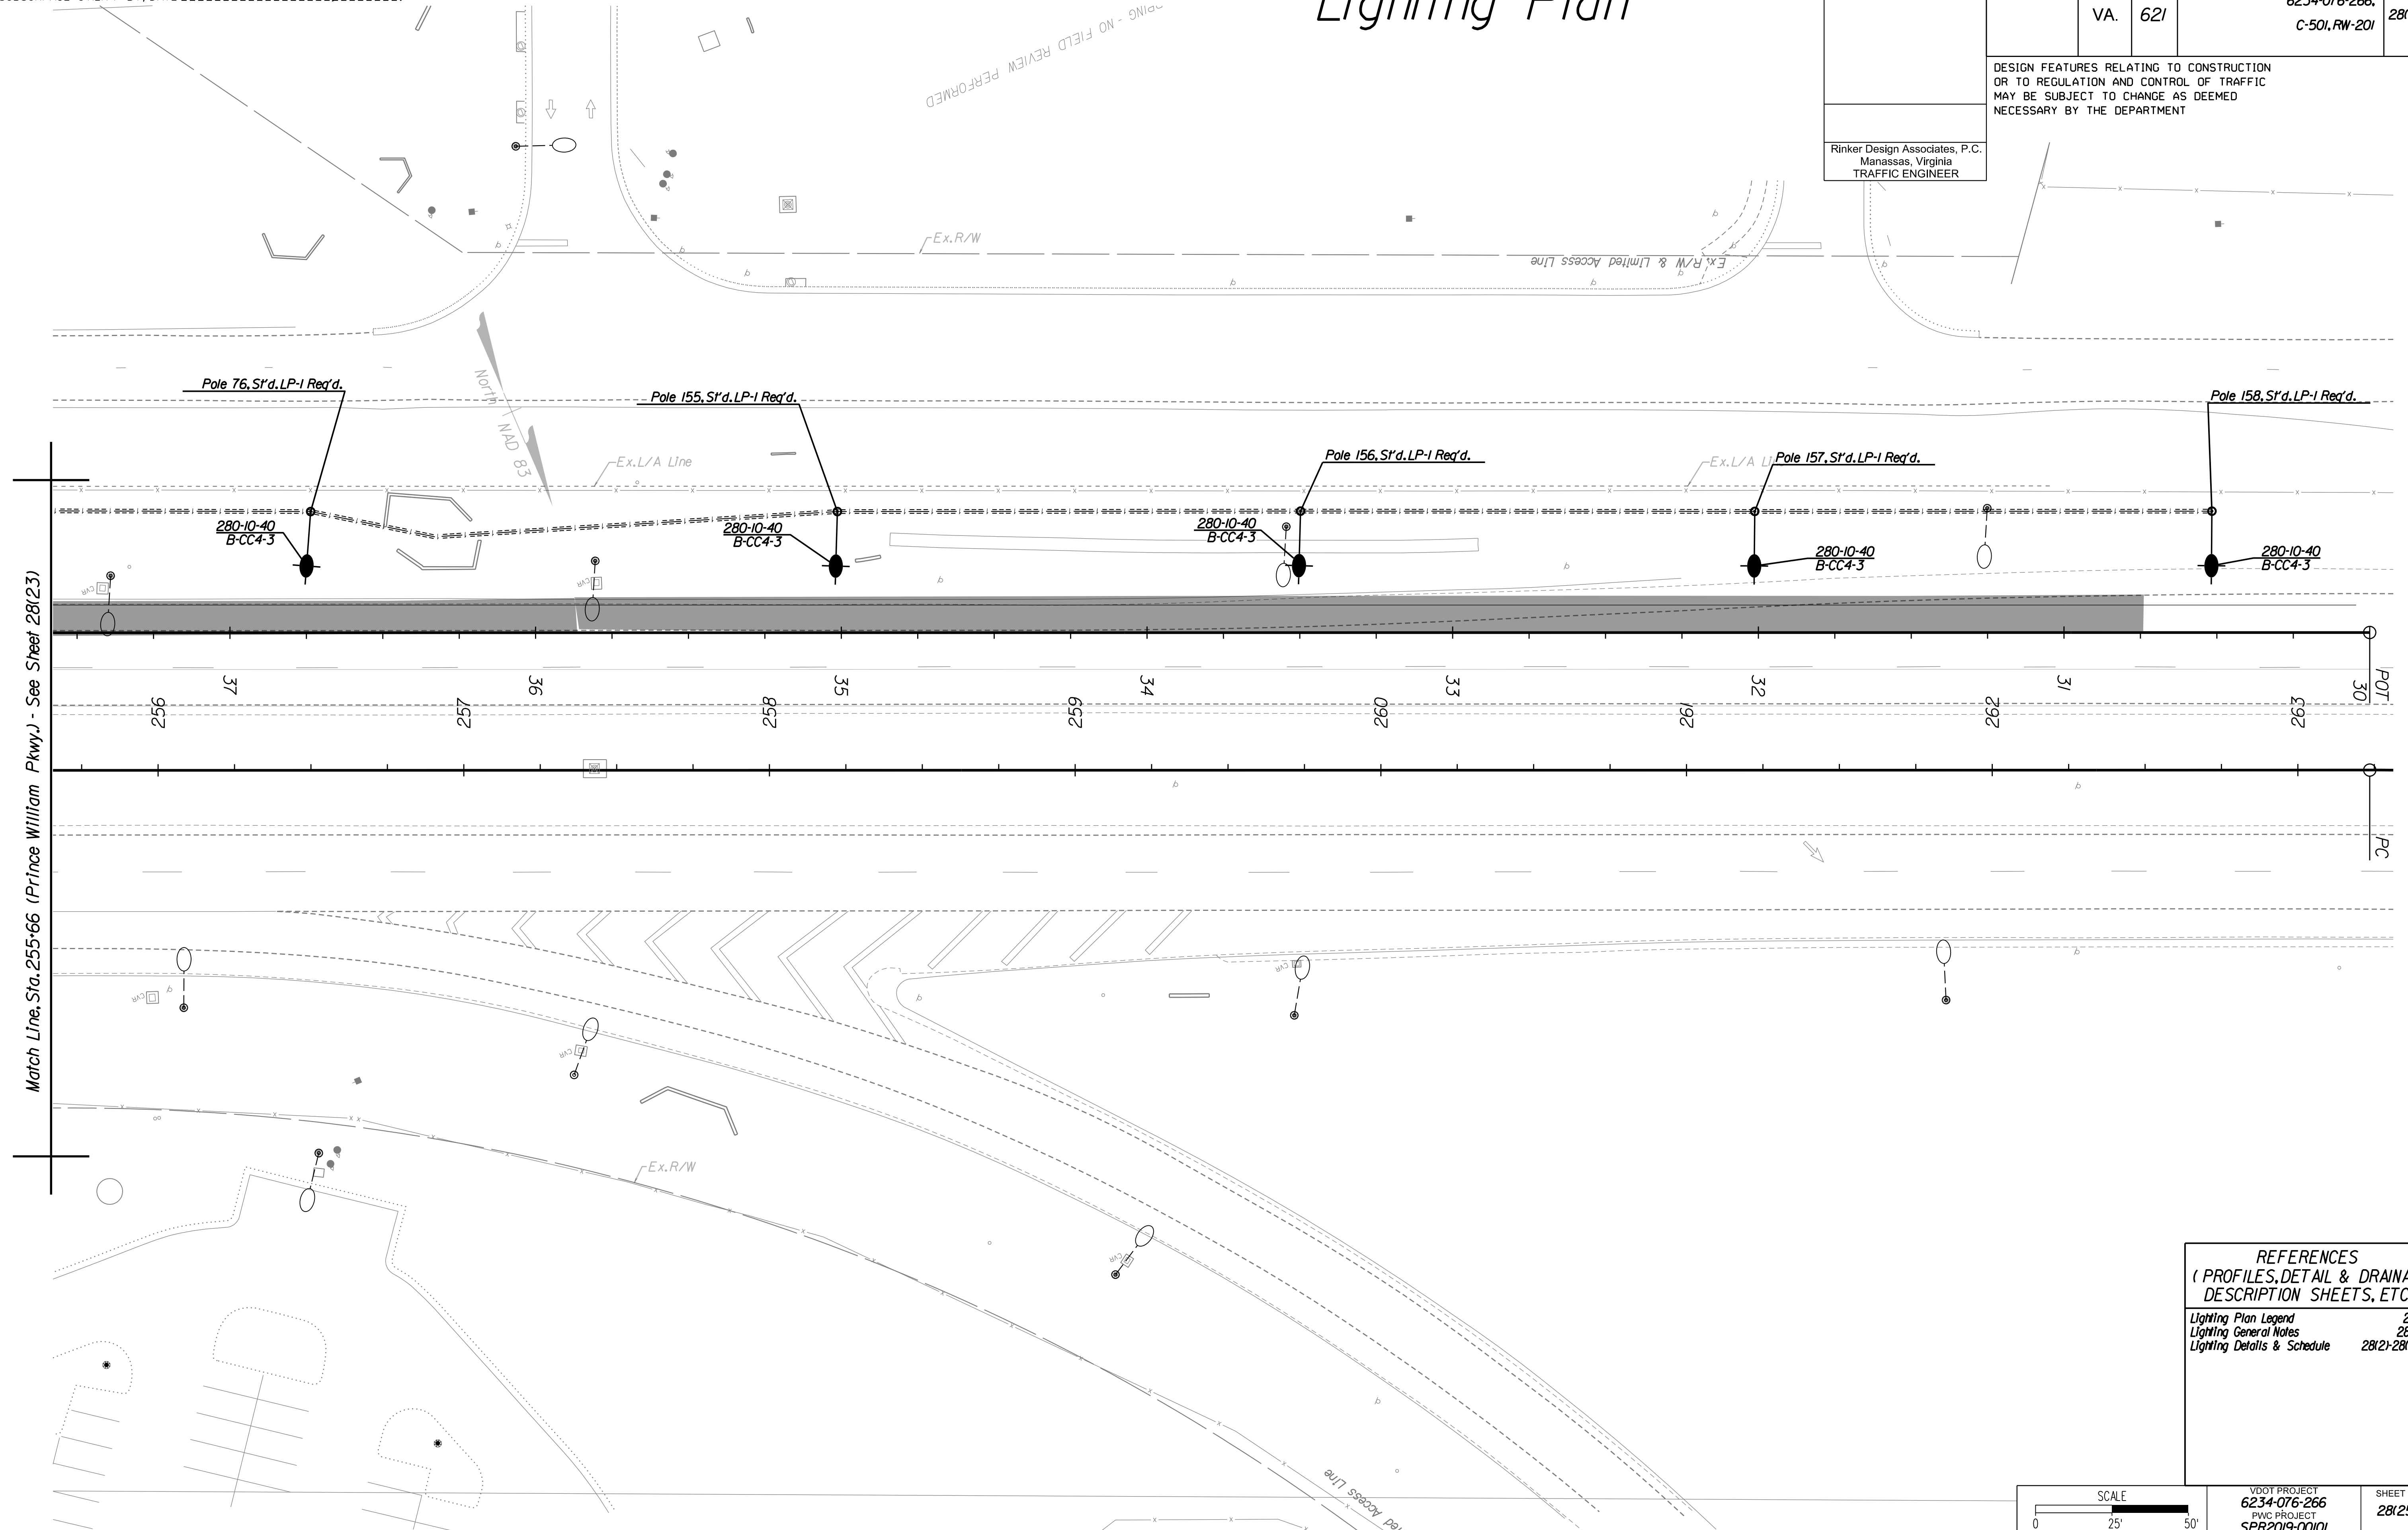 Lighting Plan
VA.
621
6234-076-266,
C-501, RW-201
DESIGN FEATURES RELATING TO CONSTRUCTION
OR TO REGULATION AND CONTROL OF TRAFFIC
MAY BE SUBJECT TO CHANGE AS DEEMED
NECESSARY BY THE DEPARTMENT
Rinker Design Associates, P.C.
Manassas, Virginia
TRAFFIC ENGINEER
- NO FIELD REVIEW PERFORMED
Ex. R/W
Ex. R/W & Limited Access Line
North
NAD 83
Pole 76, St'd. LP-1 Req'd.
Pole 155, St'd. LP-1 Req'd.
Pole 156, St'd. LP-1 Req'd.
Pole 157, St'd. LP-1 Req'd.
Pole 158, St'd. LP-1 Req'd.
Ex. L/A Line
Ex. L/A
280-10-40
B-CC4-3
280-10-40
B-CC4-3
280-10-40
B-CC4-3
280-10-40
B-CC4-3
280-10-40
B-CC4-3
CVR
CVR
Match Line, Sta. 255+66 (Prince William Pkwy.) - See Sheet 28(23)
37
36
35
34
33
32
31
30
POT
256
257
258
259
260
261
262
263
PC
CVR
CVR
CVR
Ex. R/W
CVR
Access Line
REFERENCES
( PROFILES, DETAIL &
DESCRIPTION SHEETS,
Lighting Plan Legend
Lighting General Notes
Lighting Details & Schedule
SCALE
0 25' 50'
VDOT PROJECT
6234-076-266
PWC PROJECT
SPR2019-00101
SHEET